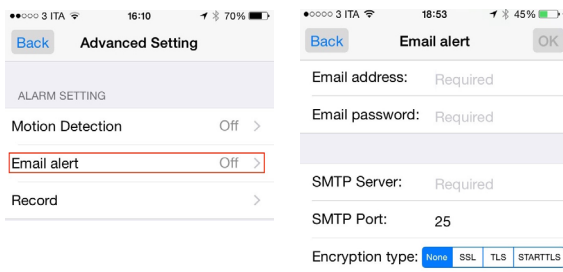 3 ITA 16:10 70%
Back Advanced Setting
ALARM SETTING
Motion Detection Off
Email alert Off
Record
3 ITA 18:53 45%
Back Email alert OK
Email address: Required
Email password: Required
SMTP Server: Required
SMTP Port: 25
Encryption type: None SSL TLS STARTTLS